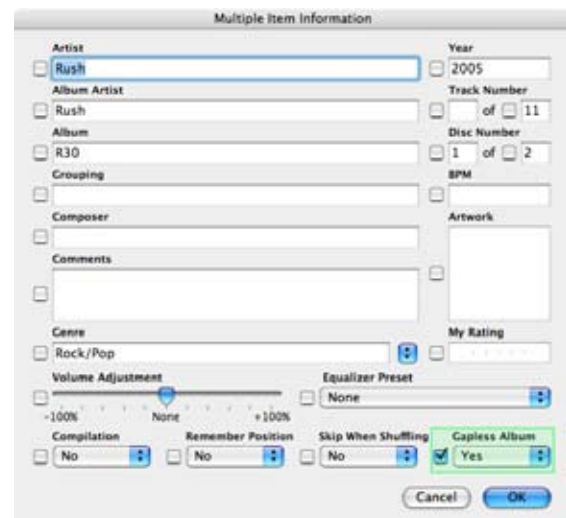 Multiple Item Information
Artist Year
Rush 2005
Album Artist Track Number
Rush of 11
Album Disc Number
R30 1 of 2
Grouping BPM
Composer Artwork
Comments
Genre My Rating
Rock/Pop
Volume Adjustment Equalizer Preset
None
-100% None +100%
Compilation Remember Position Skip When Shuffling Gapless Album
No No No Yes
Cancel OK